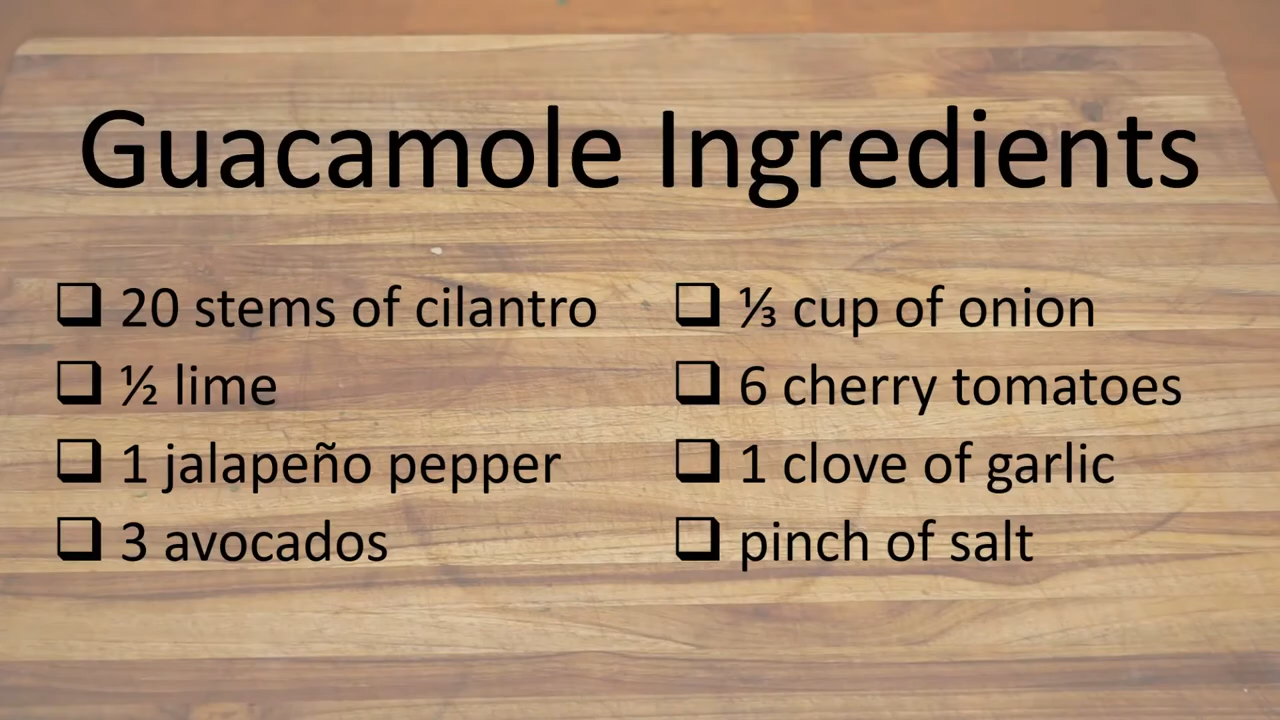 Guacamole Ingredients
20 stems of cilantro
½ lime
1 jalapeño pepper
3 avocados
⅓ cup of onion
6 cherry tomatoes
1 clove of garlic
pinch of salt